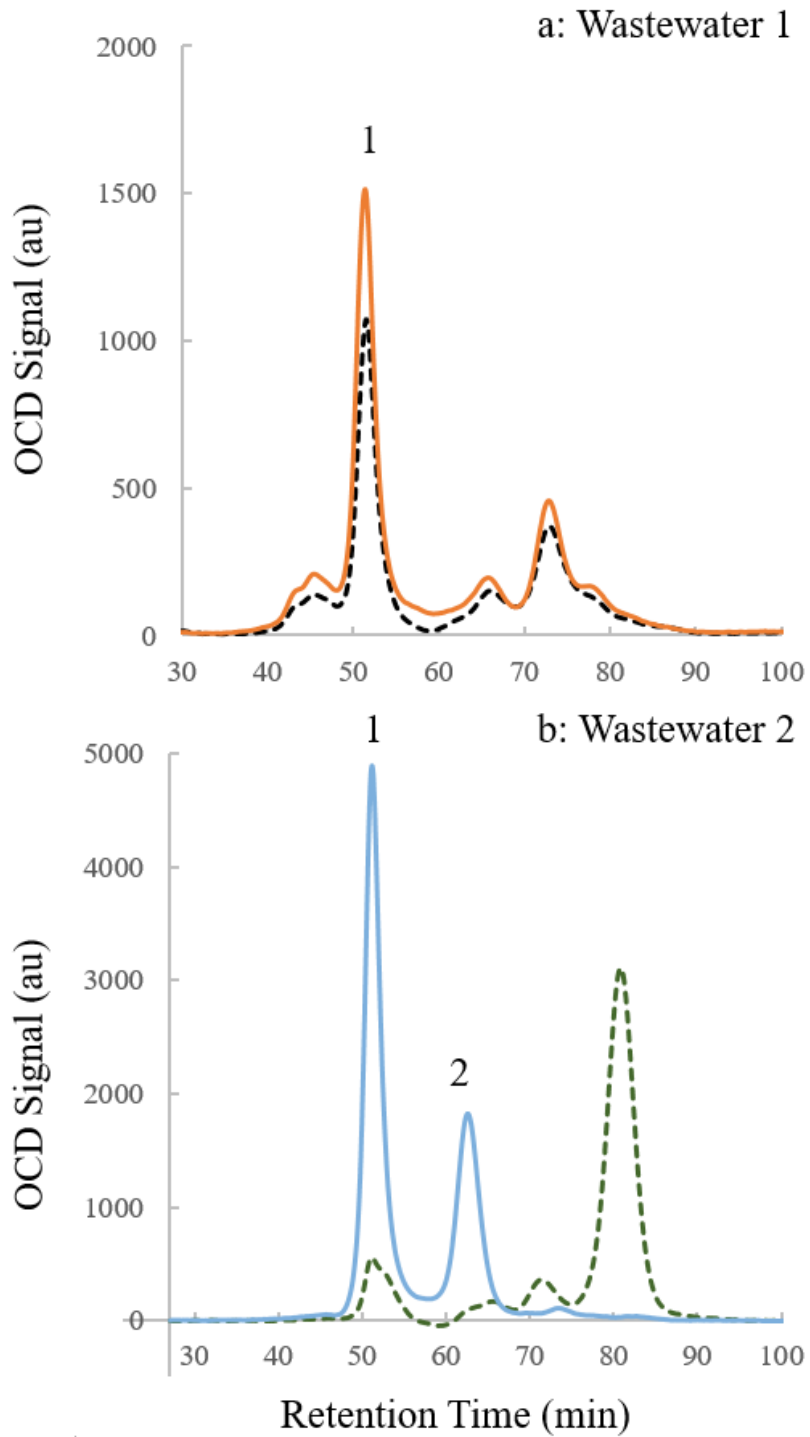 a: Wastewater 1
2000
1
1500
OCD Signal (au)
1000
500
0
30 40 50 60 70 80 90 100
1
b: Wastewater 2
5000
4000
3000
OCD Signal (au)
2
2000
1000
0
30 40 50 60 70 80 90 100
Retention Time (min)